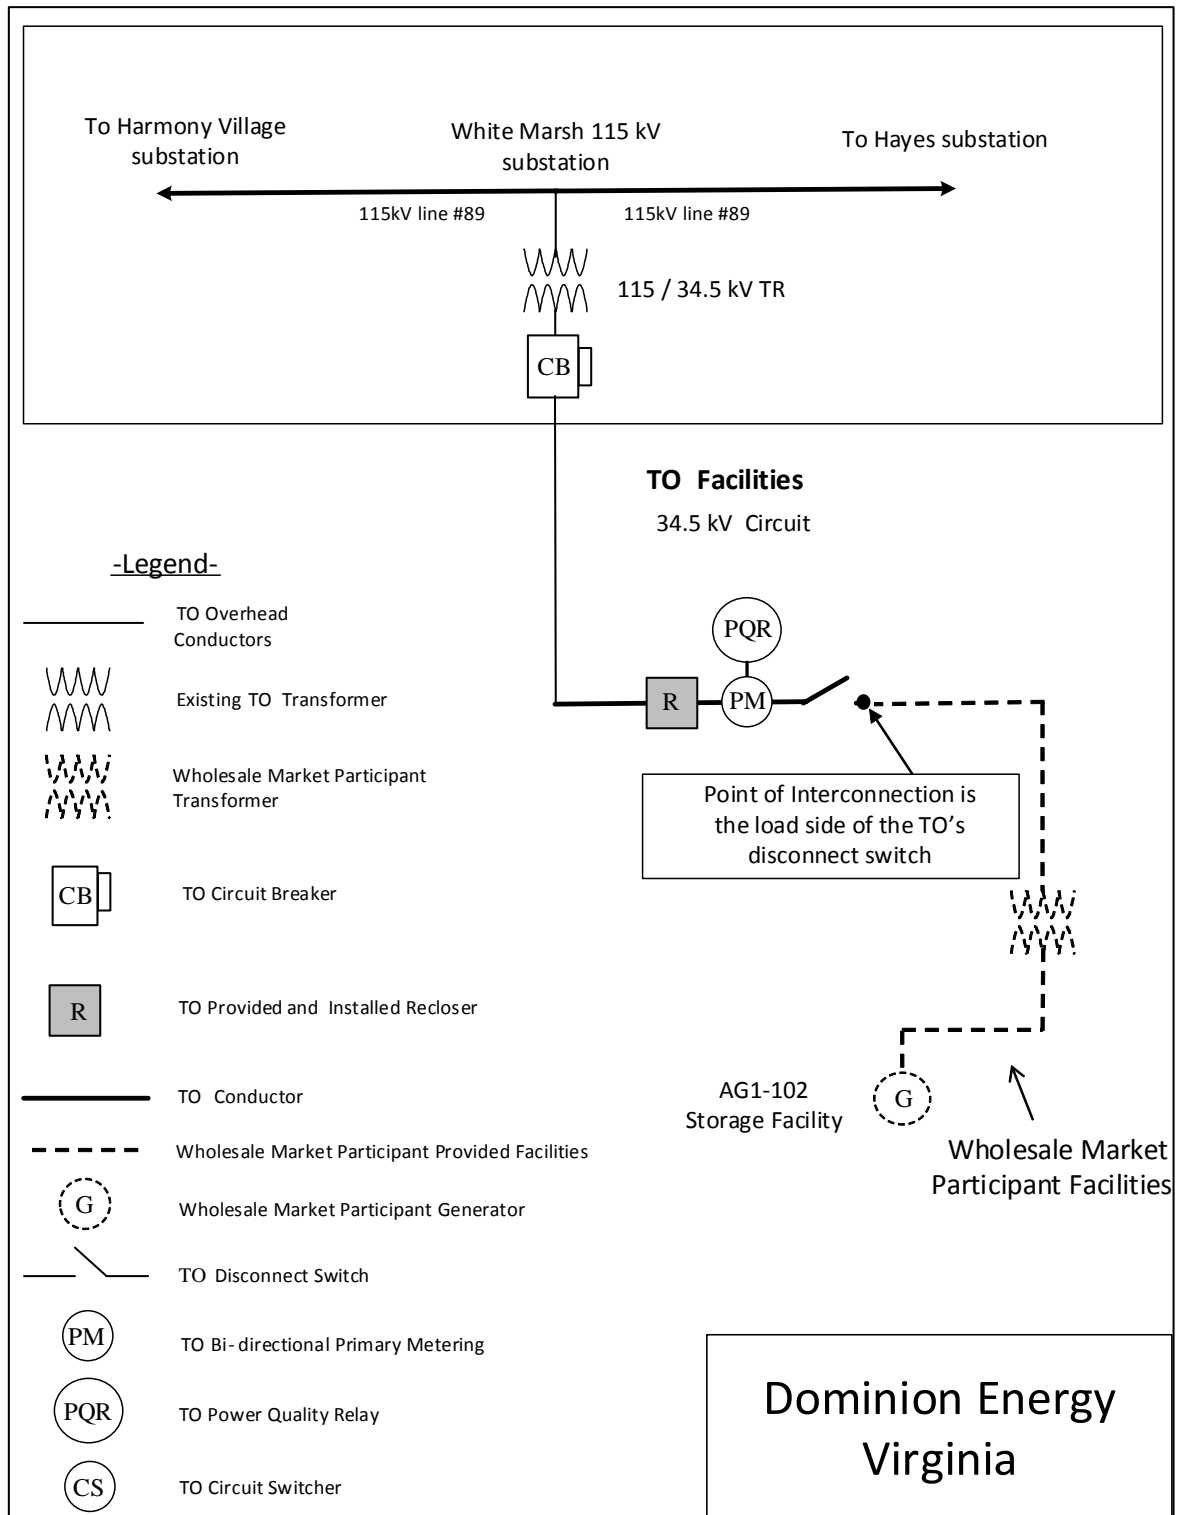 To Harmony Village
substation
White Marsh 115 kV
substation
To Hayes substation
115kV line #89
115kV line #89
115 / 34.5 kV TR
CB
TO Facilities
34.5 kV Circuit
-Legend-
TO Overhead
Conductors
Existing TO Transformer
Wholesale Market Participant
Transformer
CB
TO Circuit Breaker
R
TO Provided and Installed Recloser
TO Conductor
Wholesale Market Participant Provided Facilities
G
Wholesale Market Participant Generator
TO Disconnect Switch
PM
TO Bi-directional Primary Metering
PQR
TO Power Quality Relay
CS
TO Circuit Switcher
PQR
R
PM
Point of Interconnection is
the load side of the TO's
disconnect switch
AG1-102
Storage Facility
G
Wholesale Market
Participant Facilities
Dominion Energy
Virginia